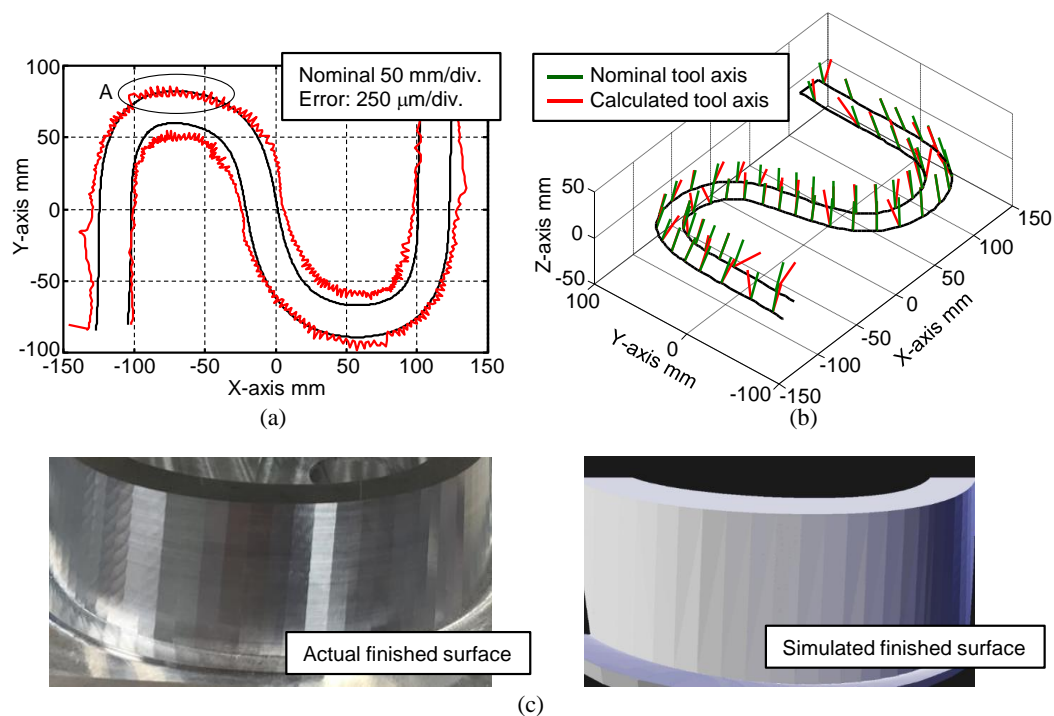 Nominal 50 mm/div.
Error: 250 μm/div.
A
100
50
0
-50
-100
Y-axis mm
-150
-100
-50
0
50
100
150
X-axis mm
(a)
Nominal tool axis
Calculated tool axis
Z-axis mm
50
0
-50
100
0
-100
Y-axis mm
-150
-100
-50
0
50
100
150
X-axis mm
(b)
Actual finished surface
Simulated finished surface
(c)